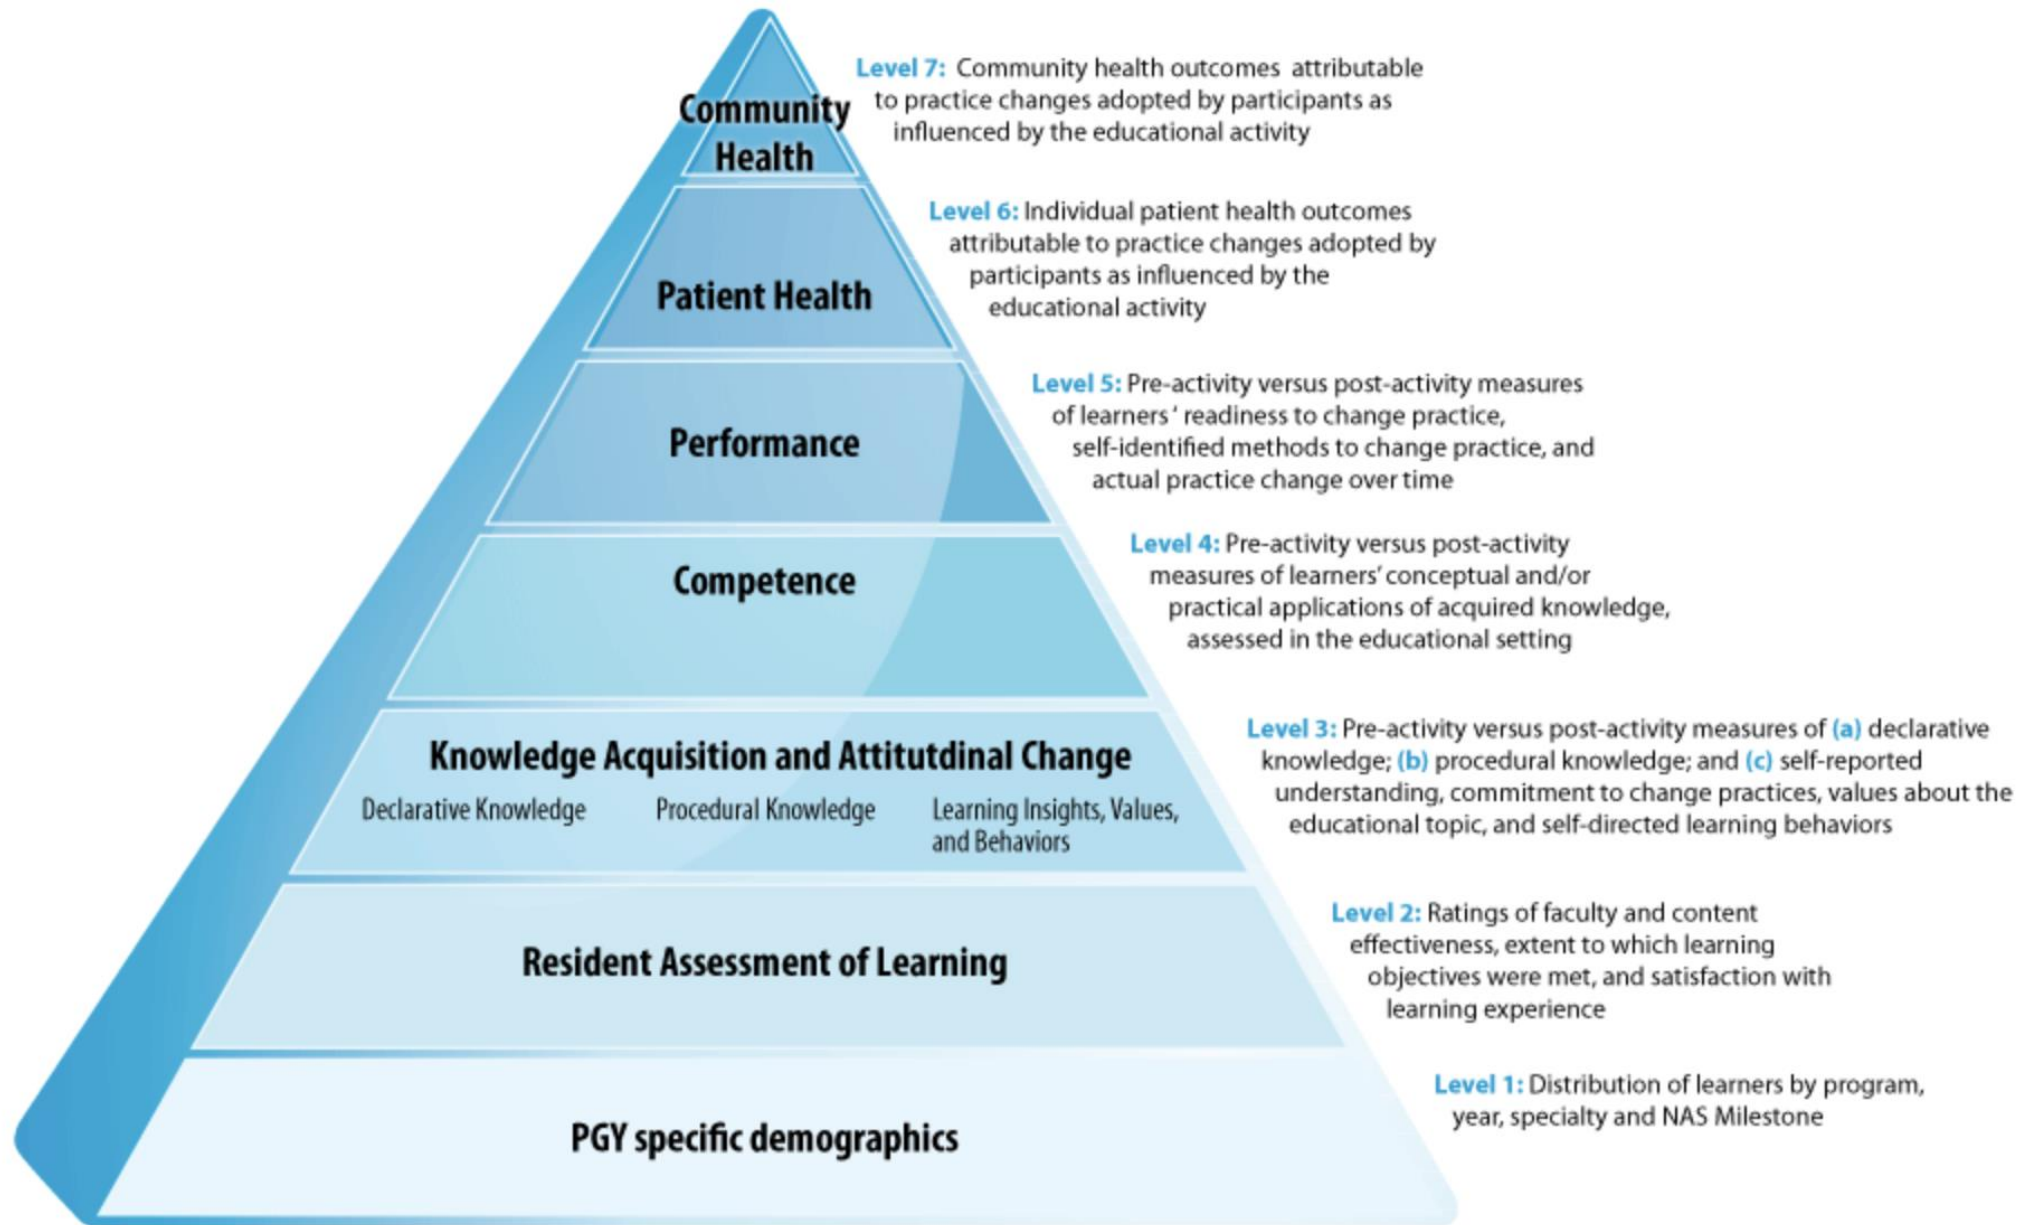 Level 7: Community health outcomes attributable
to practice changes adopted by participants as
influenced by the educational activity
Community
Health
Level 6: Individual patient health outcomes
attributable to practice changes adopted by
participants as influenced by the
educational activity
Patient Health
Level 5: Pre-activity versus post-activity measures
of learners' readiness to change practice,
self-identified methods to change practice, and
actual practice change over time
Performance
Level 4: Pre-activity versus post-activity
measures of learners' conceptual and/or
practical applications of acquired knowledge,
assessed in the educational setting
Competence
Level 3: Pre-activity versus post-activity measures of (a) declarative
knowledge; (b) procedural knowledge; and (c) self-reported
understanding, commitment to change practices, values about the
educational topic, and self-directed learning behaviors
Knowledge Acquisition and Attitutdinal Change
Declarative Knowledge
Procedural Knowledge
Learning Insights, Values,
and Behaviors
Level 2: Ratings of faculty and content
effectiveness, extent to which learning
objectives were met, and satisfaction with
learning experience
Resident Assessment of Learning
Level 1: Distribution of learners by program,
year, specialty and NAS Milestone
PGY specific demographics